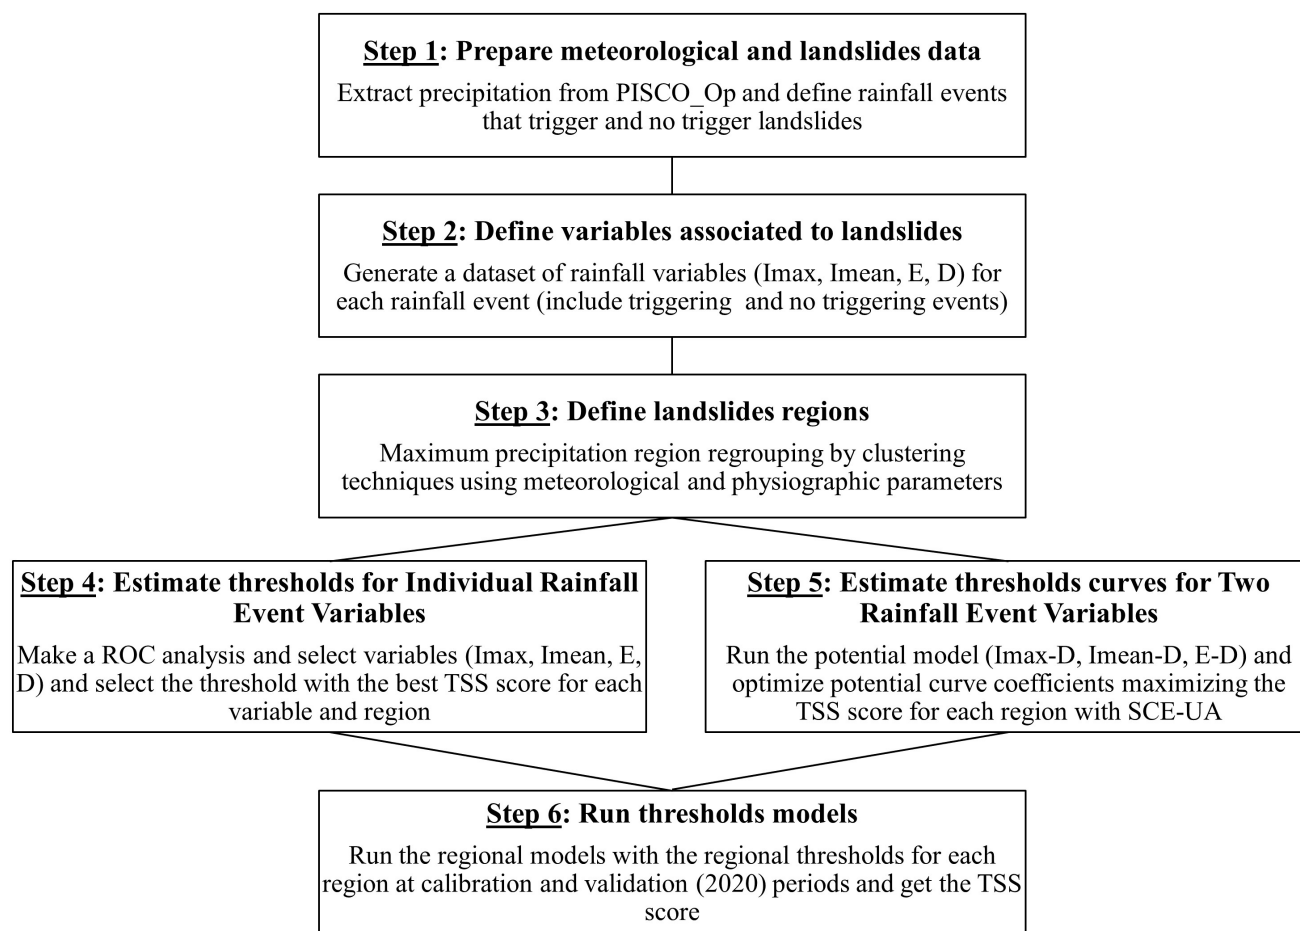 Step 1: Prepare meteorological and landslides data
Extract precipitation from PISCO_Op and define rainfall events
that trigger and no trigger landslides
Step 2: Define variables associated to landslides
Generate a dataset of rainfall variables (Imax, Imean, E, D) for
each rainfall event (include triggering  and no triggering events)
Step 3: Define landslides regions
Maximum precipitation region regrouping by clustering
techniques using meteorological and physiographic parameters
Step 4: Estimate thresholds for Individual Rainfall
Event Variables
Make a ROC analysis and select variables (Imax, Imean, E,
D) and select the threshold with the best TSS score for each
variable and region
Step 5: Estimate thresholds curves for Two
Rainfall Event Variables
Run the potential model (Imax-D, Imean-D, E-D) and
optimize potential curve coefficients maximizing the
TSS score for each region with SCE-UA
Step 6: Run thresholds models
Run the regional models with the regional thresholds for each
region at calibration and validation (2020) periods and get the TSS
score